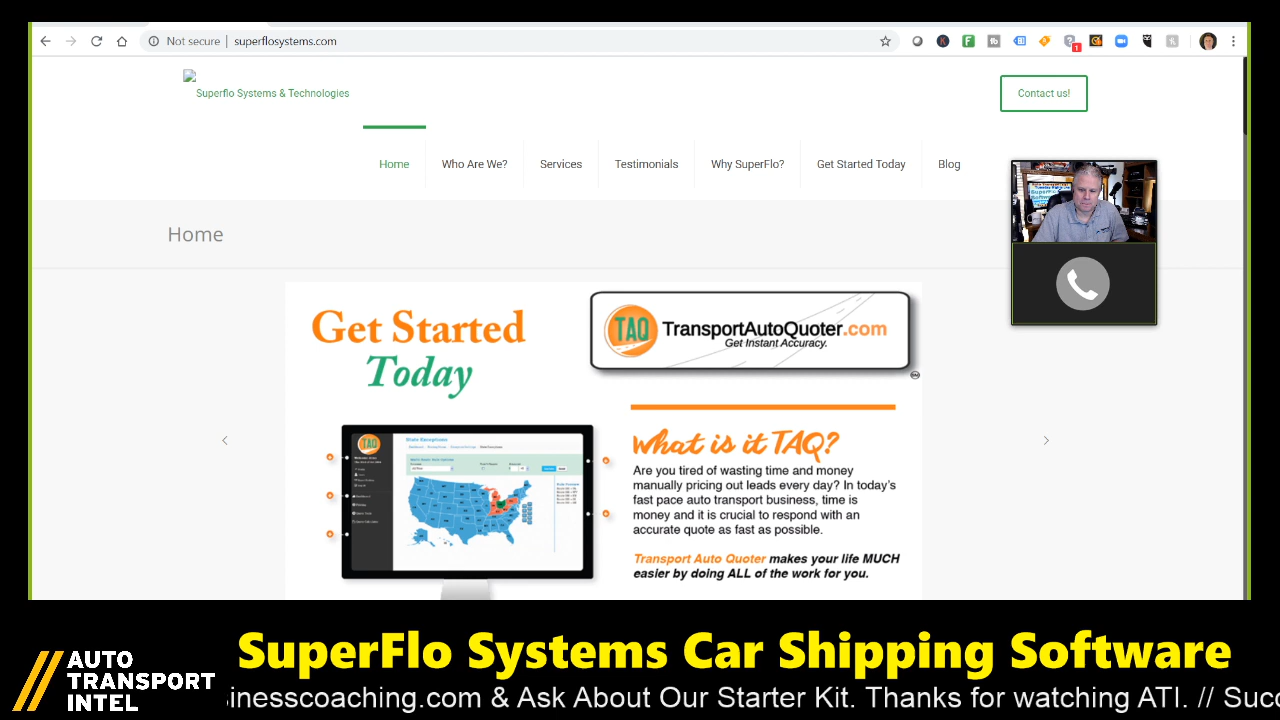 Not secure | superflosystems.com
1
Superflo Systems & Technologies
Contact us!
Home
Who Are We?
Services
Testimonials
Why SuperFlo?
Get Started Today
Blog
Home
Get Started
Today
TAQ
TransportAutoQuoter.com
Get Instant Accuracy.
SM
TAQ
What is it TAQ?
Are you tired of wasting time and money
manually pricing out leads every day? In today's
fast pace auto transport business, time is
money and it is crucial to respond with an
accurate quote as fast as possible.
Transport Auto Quoter makes your life MUCH
easier by doing ALL of the work for you.
SuperFlo Systems Car Shipping Software
AUTO
TRANSPORT
INTEL
inesscoaching.com & Ask About Our Starter Kit. Thanks for watching ATI. // Suc